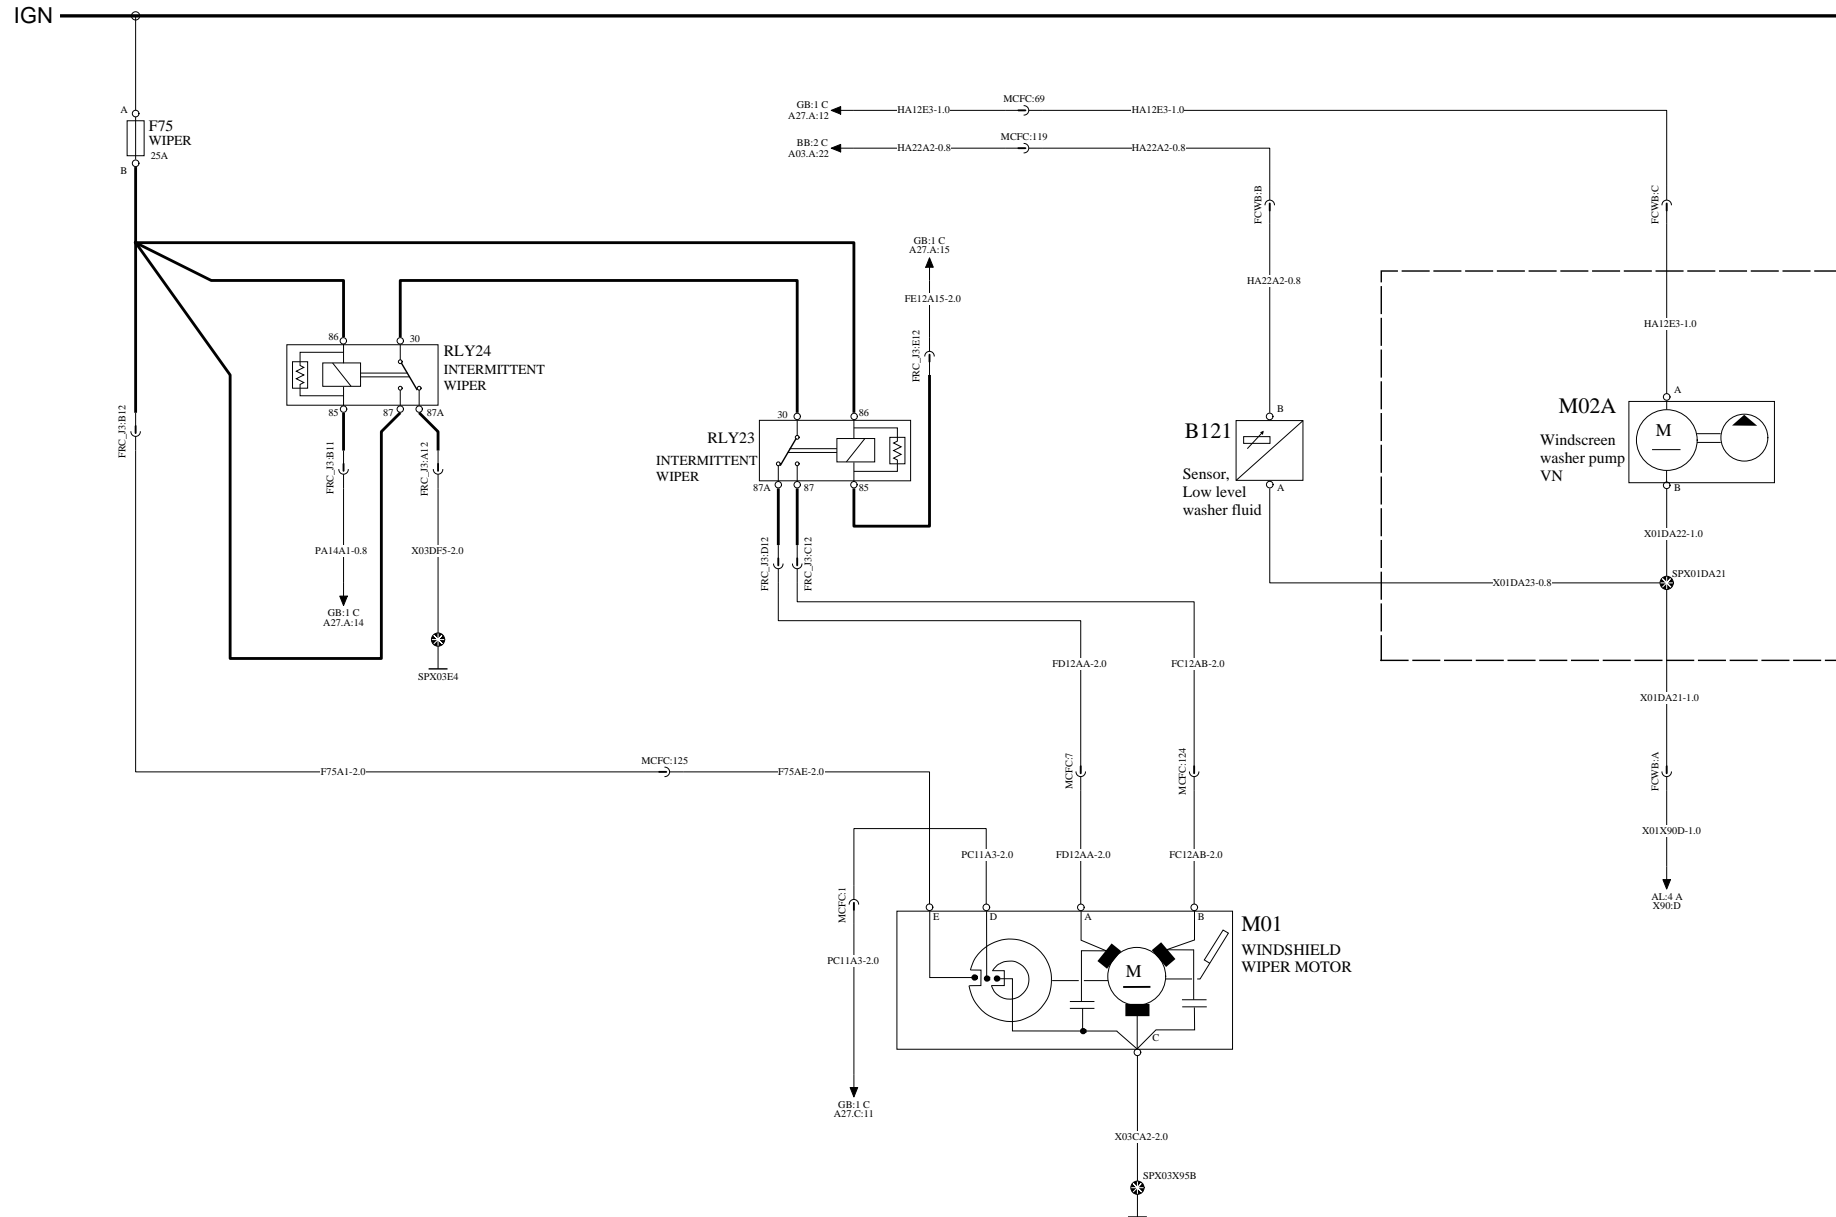 IGN
A
F75
WIPER
25A
B
GB:1 C
A27.A:12
HA12E3-1.0
MCFC:69
HA12E3-1.0
BB:2 C
A03.A:22
HA22A2-0.8
MCFC:119
HA22A2-0.8
FCWB:B
FCWB:C
GB:1 C
A27.A:15
HA22A2-0.8
FE12A15-2.0
HA12E3-1.0
FRC_J3:E12
86
30
RLY24
INTERMITTENT
WIPER
85
87
87A
FRC_J3:B12
FRC_J3:B11
FRC_J3:A12
30
86
RLY23
INTERMITTENT
WIPER
87A
87
85
B
B121
Sensor,
Low level
washer fluid
A
A
M02A
Windscreen
washer pump
VN
M
B
PA14A1-0.8
X03DF5-2.0
FRC_J3:D12
FRC_J3:C12
X01DA22-1.0
X01DA23-0.8
SPX01DA21
GB:1 C
A27.A:14
SPX03E4
FD12AA-2.0
FC12AB-2.0
X01DA21-1.0
F75A1-2.0
MCFC:125
F75AE-2.0
MCFC:7
MCFC:124
FCWB:A
X01X90D-1.0
PC11A3-2.0
FD12AA-2.0
FC12AB-2.0
MCFC:1
AL:4 A
X90:D
E
D
A
B
M01
WINDSHIELD
WIPER MOTOR
M
PC11A3-2.0
C
GB:1 C
A27.C:11
X03CA2-2.0
SPX03X95B